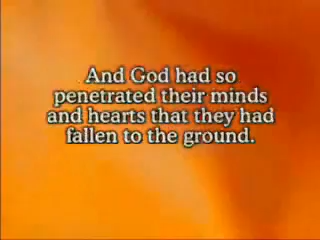 And God had so
penetrated their minds
and hearts that they had
fallen to the ground.